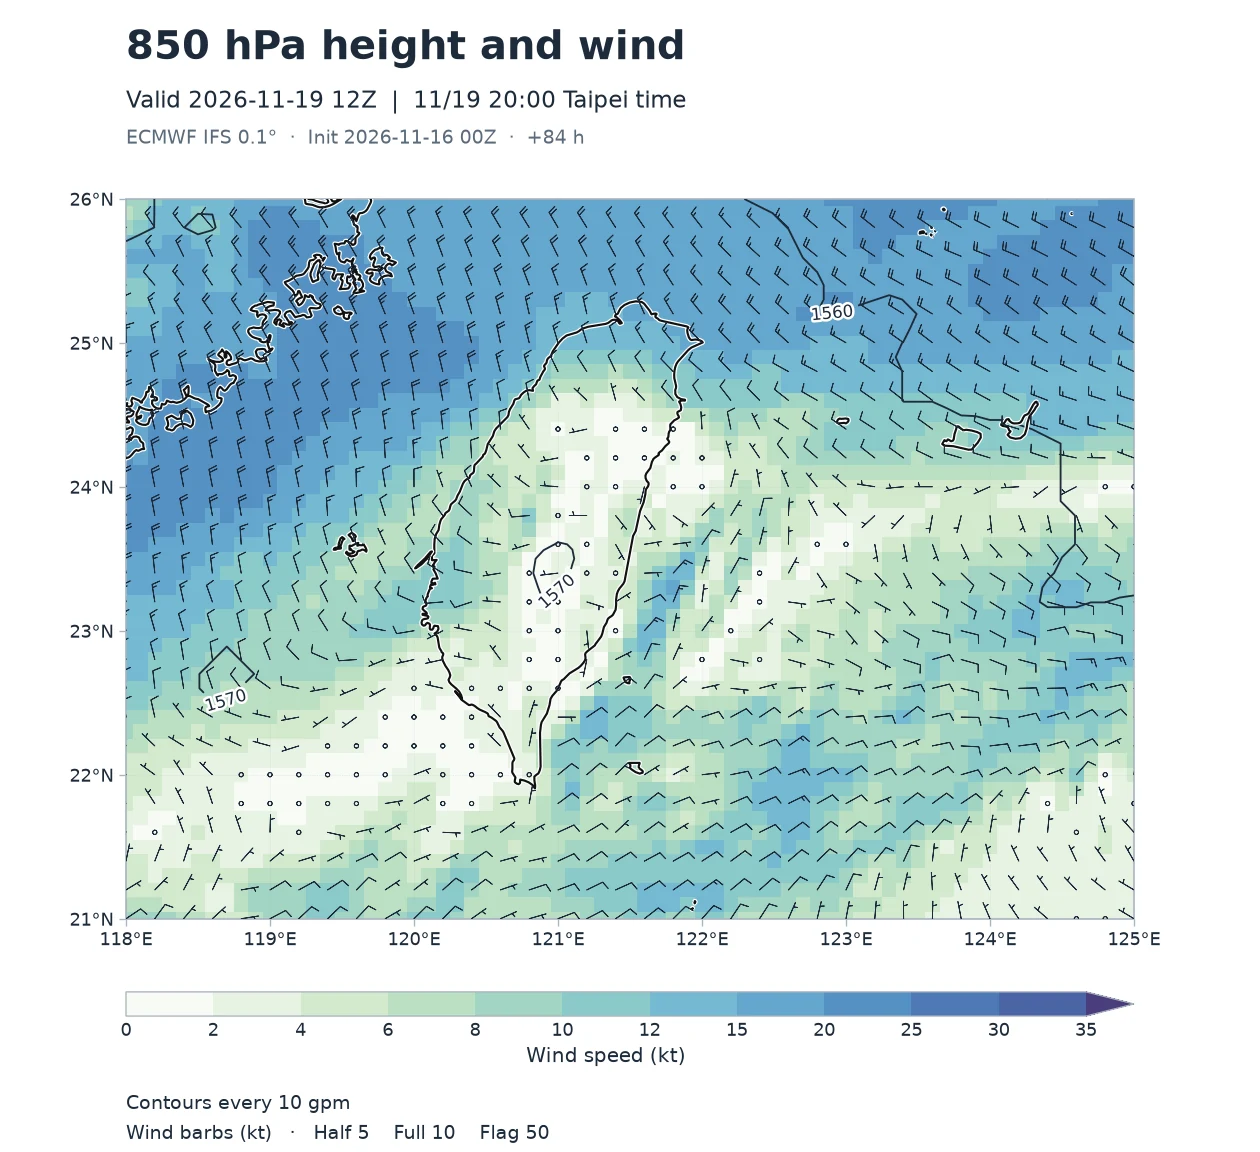 850 hPa height and wind
Valid 2026-11-19 12Z | 11/19 20:00 Taipei time
ECMWF IFS 0.1° · Init 2026-11-16 00Z · +84 h
26°N
25°N
24°N
23°N
22°N
21°N
1560
1570
1570
118°E 119°E 120°E 121°E 122°E 123°E 124°E 125°E
0 2 4 6 8 10 12 15 20 25 30 35
Wind speed (kt)
Contours every 10 gpm
Wind barbs (kt) · Half 5 Full 10 Flag 50